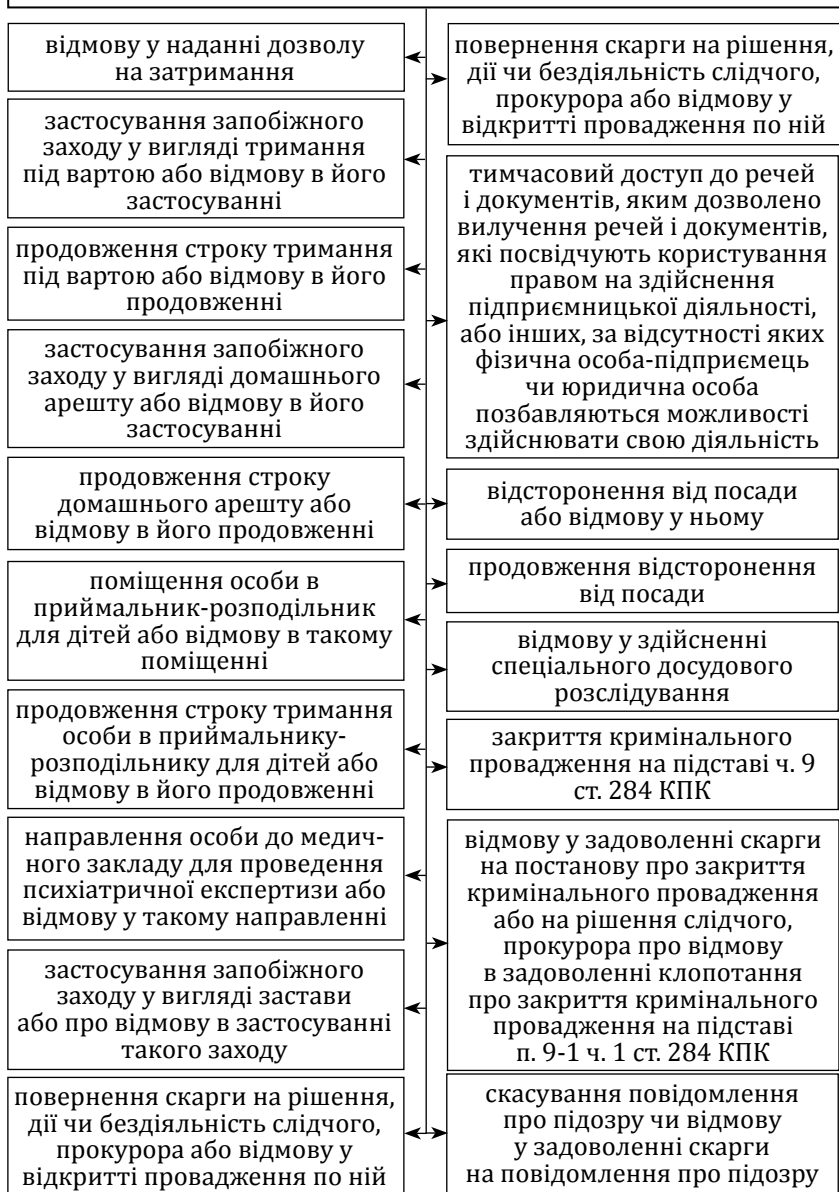 відмову у наданні дозволу
на затримання
застосування запобіжного
заходу у вигляді тримання
під вартою або відмову в його
застосуванні
продовження строку тримання
під вартою або відмову в його
продовженні
застосування запобіжного
заходу у вигляді домашнього
арешту або відмову в його
застосуванні
продовження строку
домашнього арешту або
відмову в його продовженні
поміщення особи в
приймальник-розподільник
для дітей або відмову в такому
поміщенні
продовження строку тримання
особи в приймальнику-
розподільнику для дітей або
відмову в його продовженні
направлення особи до медич-
ного закладу для проведення
психіатричної експертизи або
відмову у такому направленні
застосування запобіжного
заходу у вигляді застави
або про відмову в застосуванні
такого заходу
повернення скарги на рішення,
дії чи бездіяльність слідчого,
прокурора або відмову у
відкритті провадження по ній
повернення скарги на рішення,
дії чи бездіяльність слідчого,
прокурора або відмову у
відкритті провадження по ній
тимчасовий доступ до речей
і документів, яким дозволено
вилучення речей і документів,
які посвідчують користування
правом на здійснення
підприємницької діяльності,
або інших, за відсутності яких
фізична особа-підприємець
чи юридична особа
позбавляються можливості
здійснювати свою діяльність
відсторонення від посади
або відмову у ньому
продовження відсторонення
від посади
відмову у здійсненні
спеціального досудового
розслідування
закриття кримінального
провадження на підставі ч. 9
ст. 284 КПК
відмову у задоволенні скарги
на постанову про закриття
кримінального провадження
або на рішення слідчого,
прокурора про відмову
в задоволенні клопотання
про закриття кримінального
провадження на підставі
п. 9-1 ч. 1 ст. 284 КПК
скасування повідомлення
про підозру чи відмову
у задоволенні скарги
на повідомлення про підозру